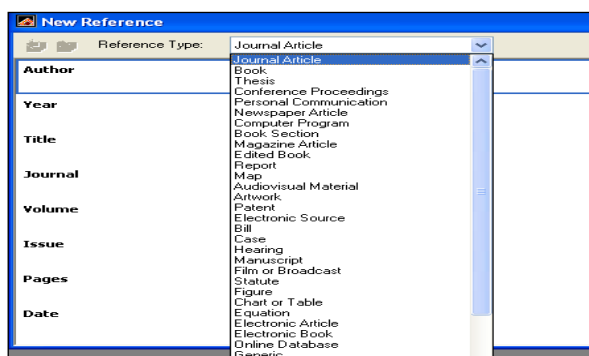 New Reference
Reference Type: Journal Article
Journal Article
Book
Thesis
Conference Proceedings
Personal Communication
Newspaper Article
Computer Program
Book Section
Magazine Article
Edited Book
Report
Map
Audiovisual Material
Artwork
Patent
Electronic Source
Bill
Case
Hearing
Manuscript
Film or Broadcast
Statute
Figure
Chart or Table
Equation
Electronic Article
Electronic Book
Online Database
Generic
Author
Year
Title
Journal
Volume
Issue
Pages
Date